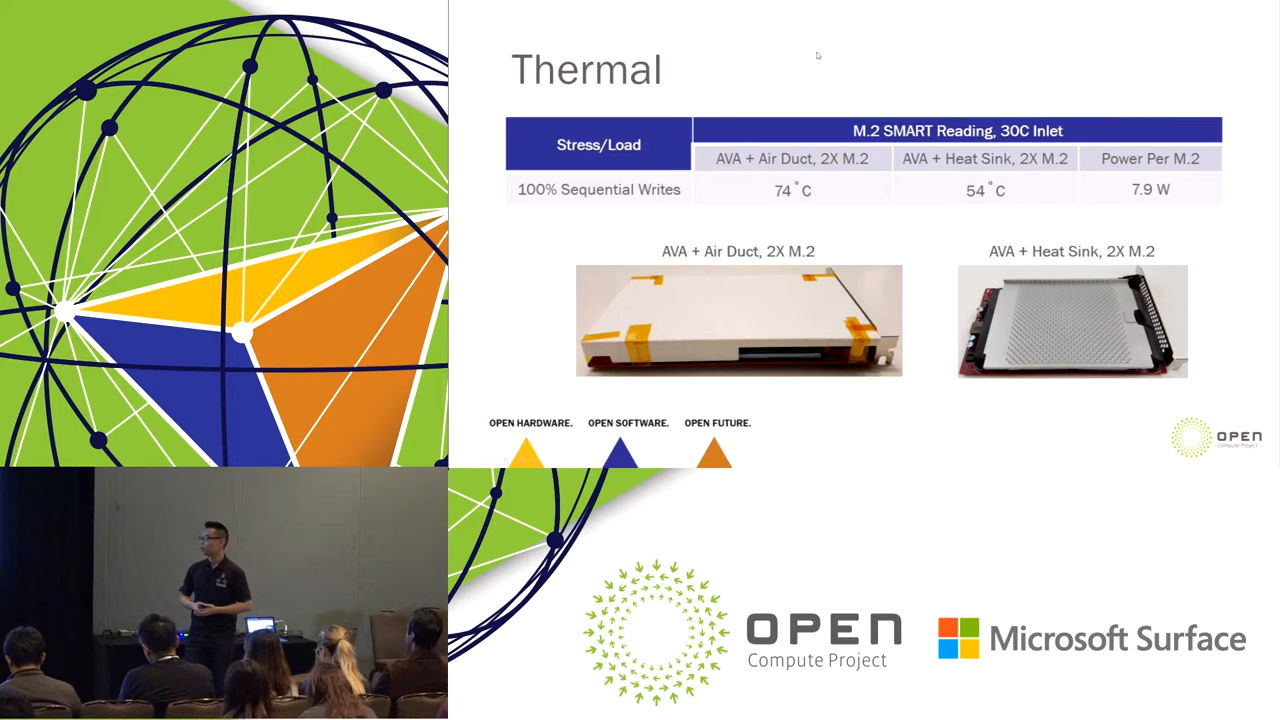 Thermal
Stress/Load
M.2 SMART Reading, 30C Inlet
AVA + Air Duct, 2X M.2
AVA + Heat Sink, 2X M.2
Power Per M.2
100% Sequential Writes
74°C
54°C
7.9 W
AVA + Air Duct, 2X M.2
AVA + Heat Sink, 2X M.2
OPEN HARDWARE.
OPEN SOFTWARE.
OPEN FUTURE.
OPEN
Compute Project
OPEN
Compute Project
Microsoft Surface